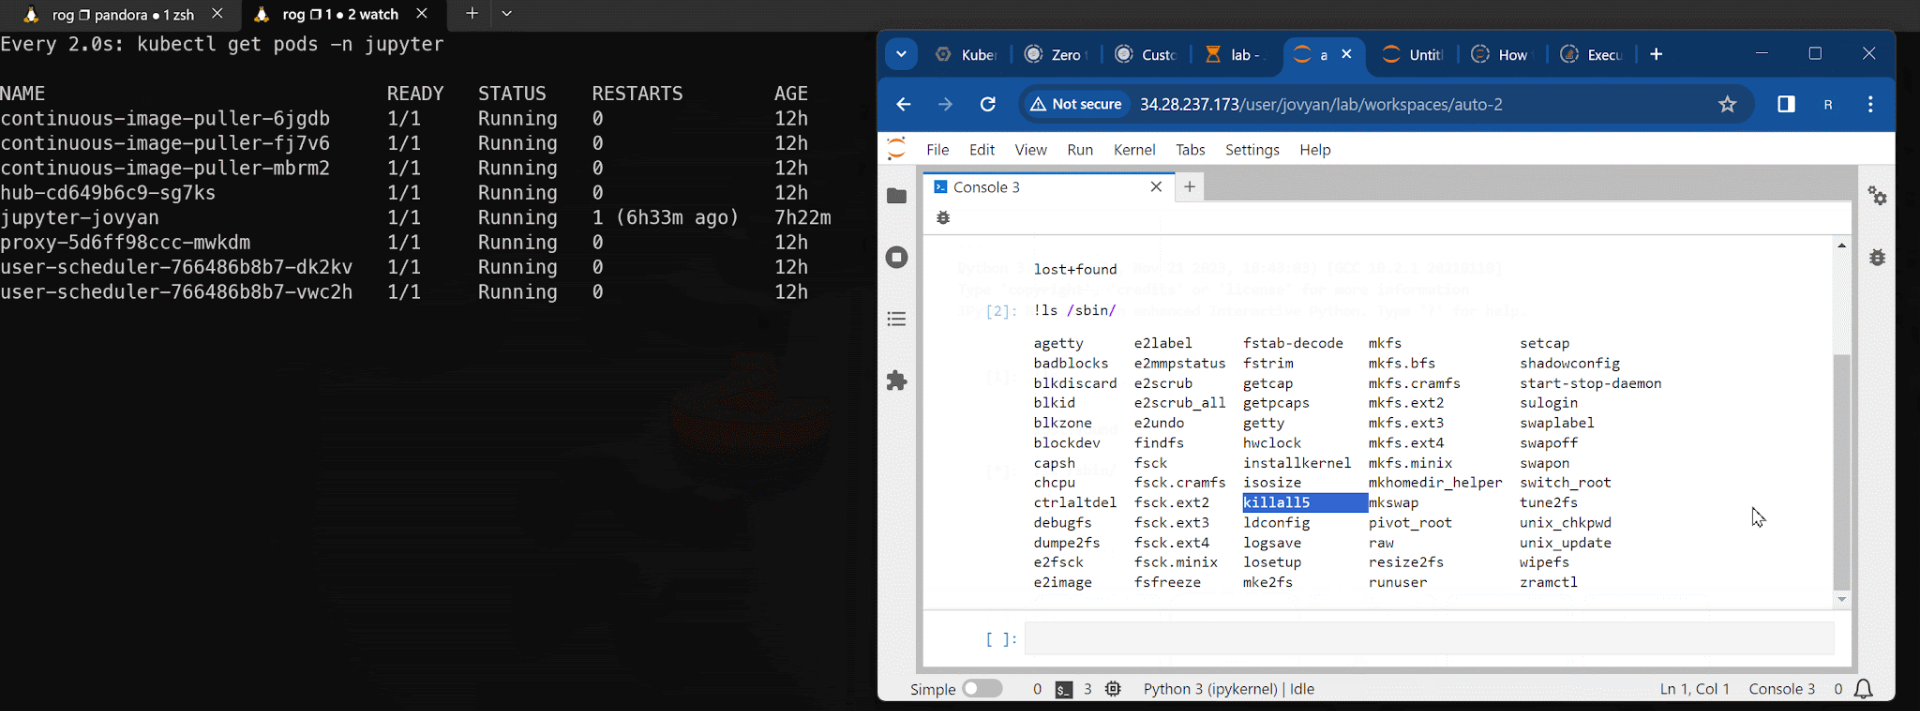 rog pandora ● 1 zsh
rog 1 ● 2 watch
Every 2.0s: kubectl get pods -n jupyter
NAME READY STATUS RESTARTS AGE
continuous-image-puller-6jgdb 1/1 Running 0 12h
continuous-image-puller-fj7v6 1/1 Running 0 12h
continuous-image-puller-mbrm2 1/1 Running 0 12h
hub-cd649b6c9-sg7ks 1/1 Running 0 12h
jupyter-jovyan 1/1 Running 1 (6h33m ago) 7h22m
proxy-5d6ff98ccc-mwkdm 1/1 Running 0 12h
user-scheduler-766486b8b7-dk2kv 1/1 Running 0 12h
user-scheduler-766486b8b7-vwc2h 1/1 Running 0 12h
Kuber Zero t Custo lab - a Untitl How Execu
Not secure 34.28.237.173/user/jovyan/lab/workspaces/auto-2 R
File Edit View Run Kernel Tabs Settings Help
Console 3
lost+found
[2]: !ls /sbin/
agetty e2label fstab-decode mkfs setcap
badblocks e2mmpstatus fstrim mkfs.bfs shadowconfig
blkdiscard e2scrub getcap mkfs.cramfs start-stop-daemon
blkid e2scrub_all getpcaps mkfs.ext2 sulogin
blkzone e2undo getty mkfs.ext3 swaplabel
blockdev findfs hwclock mkfs.ext4 swapoff
capsh fsck installkernel mkfs.minix swapon
chcpu fsck.cramfs isosize mkhomedir_helper switch_root
ctrlaltdel fsck.ext2 killall5 mkswap tune2fs
debugfs fsck.ext3 ldconfig pivot_root unix_chkpwd
dumpe2fs fsck.ext4 logsave raw unix_update
e2fsck fsck.minix losetup resize2fs wipefs
e2image fsfreeze mke2fs runuser zramctl
[ ]:
Simple 0 3 Python 3 (ipykernel) | Idle Ln 1, Col 1 Console 3 0